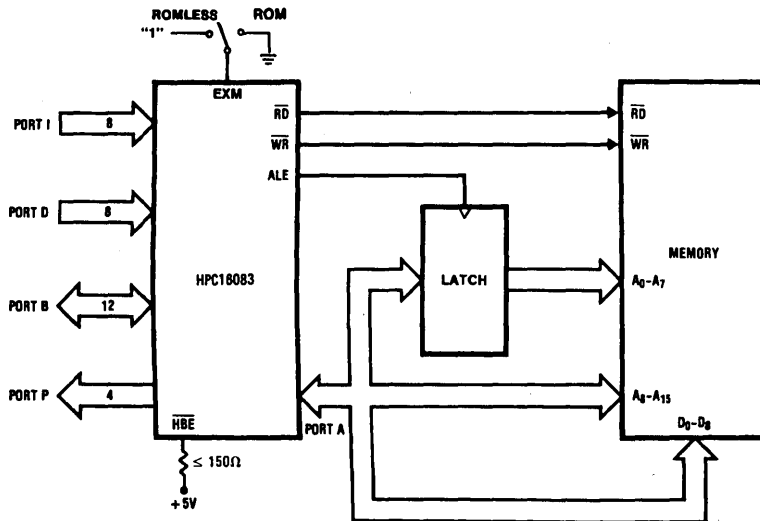 ROMLESS ROM
"1"
EXM
PORT I 8
RD RD
WR WR
ALE
PORT D 8
HPC16083
LATCH
MEMORY
A0-A7
PORT B 12
PORT P 4
A8-A15
HBE
PORT A
D0-D8
≤ 150Ω
+5V